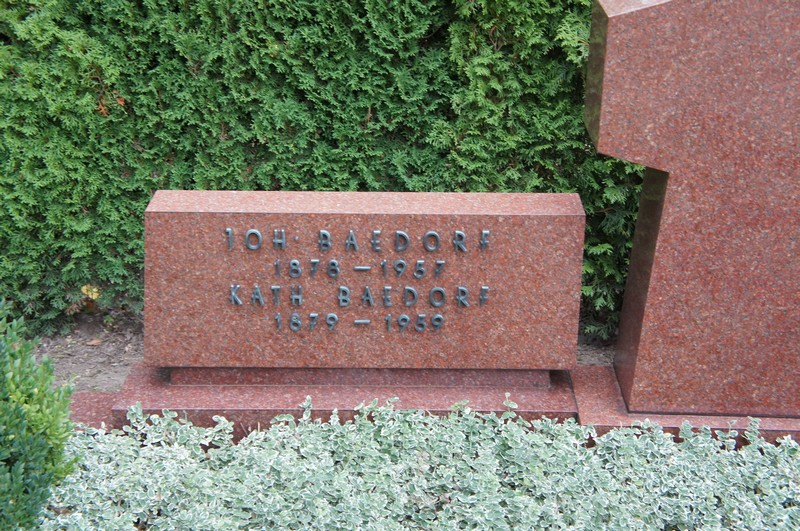 JOH. BAEDORF
1878 — 1957
KATH. BAEDORF
1879 — 1959